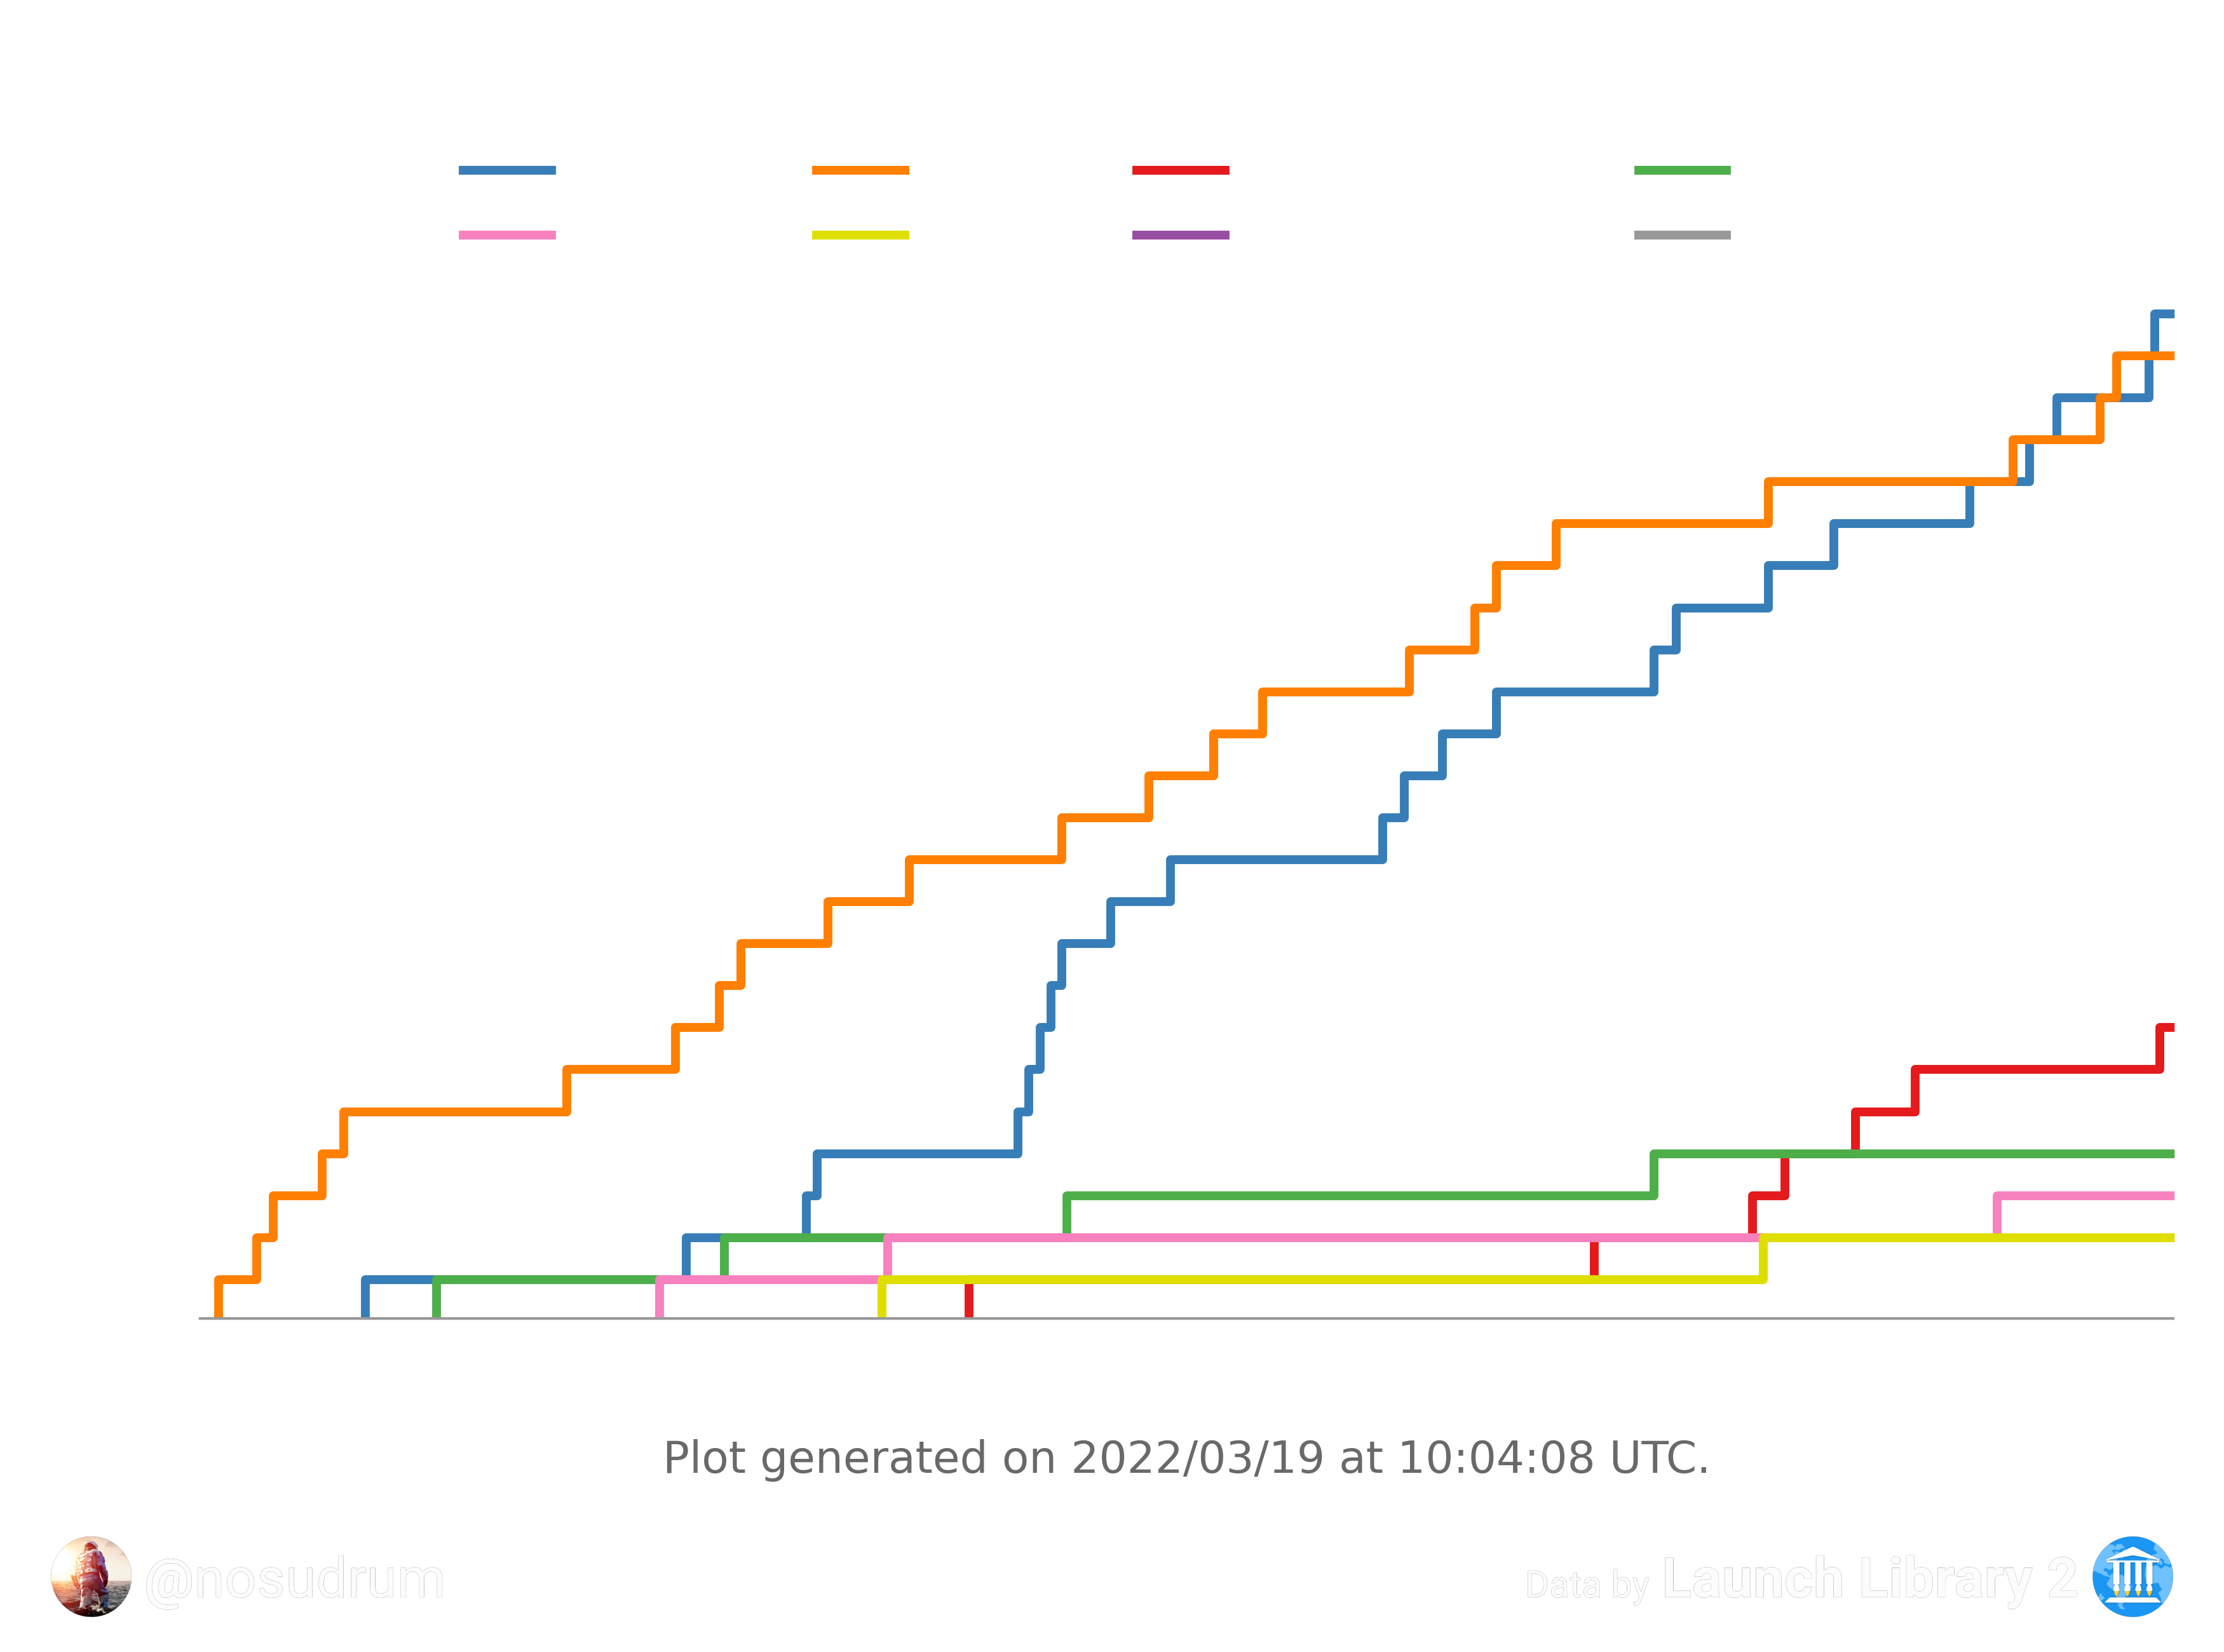 Plot generated on 2022/03/19 at 10:04:08 UTC.
@nosudrum
Data by Launch Library 2